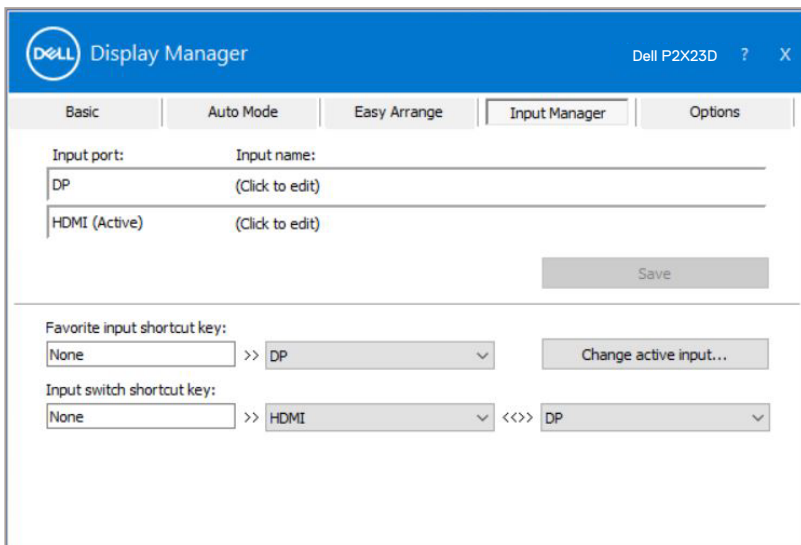 DELL Display Manager Dell P2X23D ? X
Basic Auto Mode Easy Arrange Input Manager Options
Input port: Input name:
DP (Click to edit)
HDMI (Active) (Click to edit)
Save
Favorite input shortcut key:
None >> DP Change active input...
Input switch shortcut key:
None >> HDMI <<>> DP